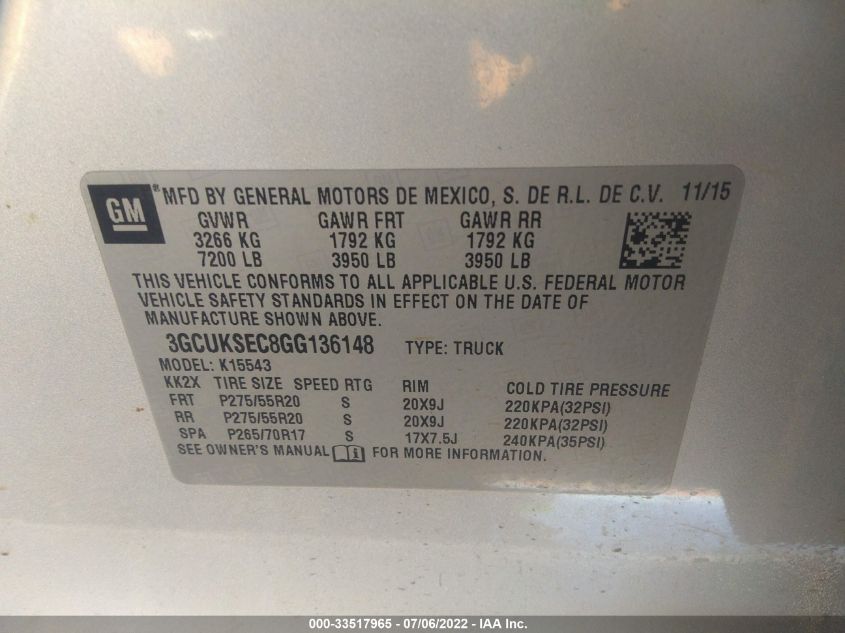 GM ® MFD BY GENERAL MOTORS DE MEXICO, S. DE R.L. DE C.V. 11/15
GVWR GAWR FRT GAWR RR
3266 KG 1792 KG 1792 KG
7200 LB 3950 LB 3950 LB
THIS VEHICLE CONFORMS TO ALL APPLICABLE U.S. FEDERAL MOTOR
VEHICLE SAFETY STANDARDS IN EFFECT ON THE DATE OF
MANUFACTURE SHOWN ABOVE.
3GCUKSEC8GG136148 TYPE: TRUCK
MODEL: K15543
KK2X TIRE SIZE SPEED RTG RIM COLD TIRE PRESSURE
FRT P275/55R20 S 20X9J 220KPA(32PSI)
RR P275/55R20 S 20X9J 220KPA(32PSI)
SPA P265/70R17 S 17X7.5J 240KPA(35PSI)
SEE OWNER'S MANUAL FOR MORE INFORMATION.
000-33517965 - 07/06/2022 - IAA Inc.